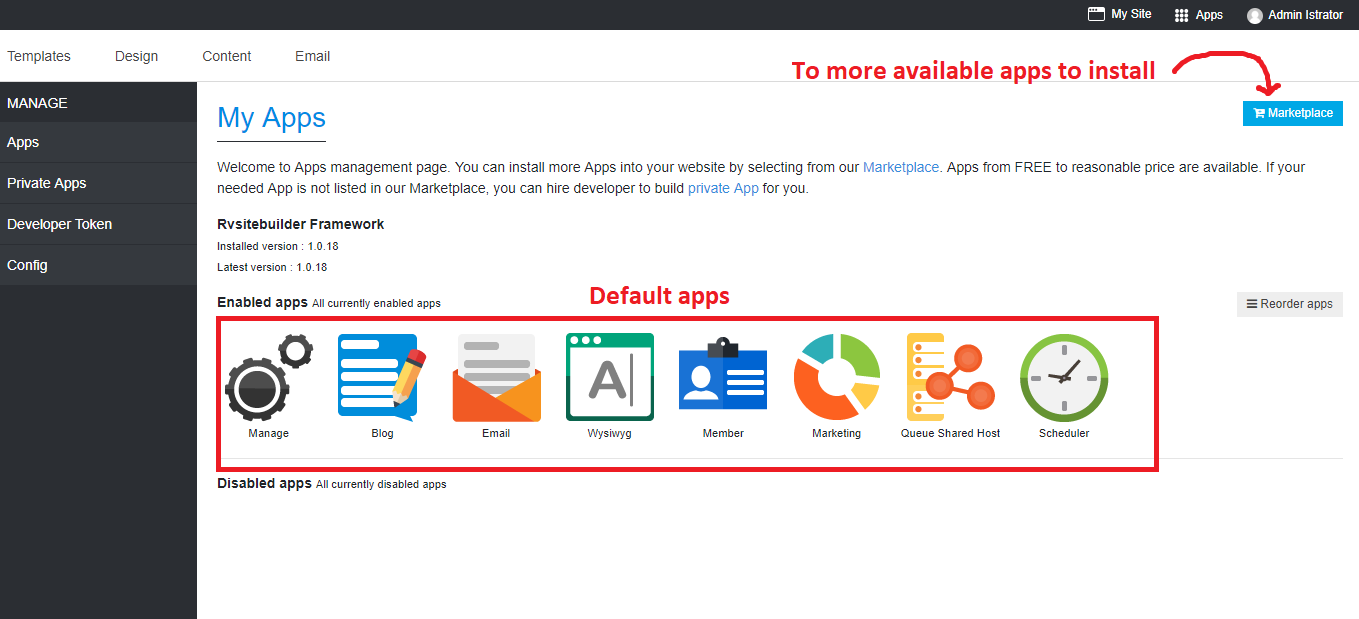 My Site Apps Admin Istrator
Templates Design Content Email
To more available apps to install
MANAGE
Apps
Private Apps
Developer Token
Config
My Apps
Marketplace
Welcome to Apps management page. You can install more Apps into your website by selecting from our Marketplace. Apps from FREE to reasonable price are available. If your
needed App is not listed in our Marketplace, you can hire developer to build private App for you.
Rvsitebuilder Framework
Installed version : 1.0.18
Latest version : 1.0.18
Default apps
Enabled apps All currently enabled apps
Reorder apps
A
Manage Blog Email Wysiwyg Member Marketing Queue Shared Host Scheduler
Disabled apps All currently disabled apps